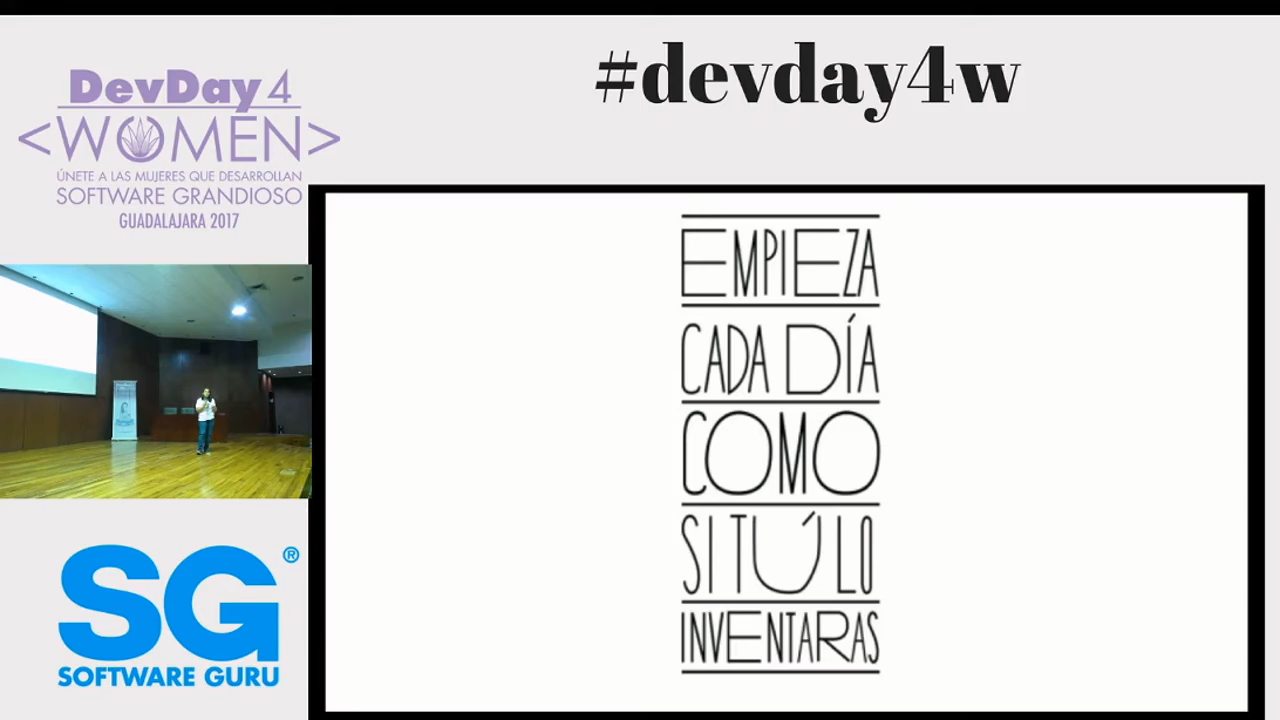 #devday4w
DevDay4
<WOMEN>
ÚNETE A LAS MUJERES QUE DESARROLLAN
SOFTWARE GRANDIOSO
GUADALAJARA 2017
EMPIEZA
CADA DÍA
COMO
SI TÚ LO
INVENTARAS
SG®
SOFTWARE GURU